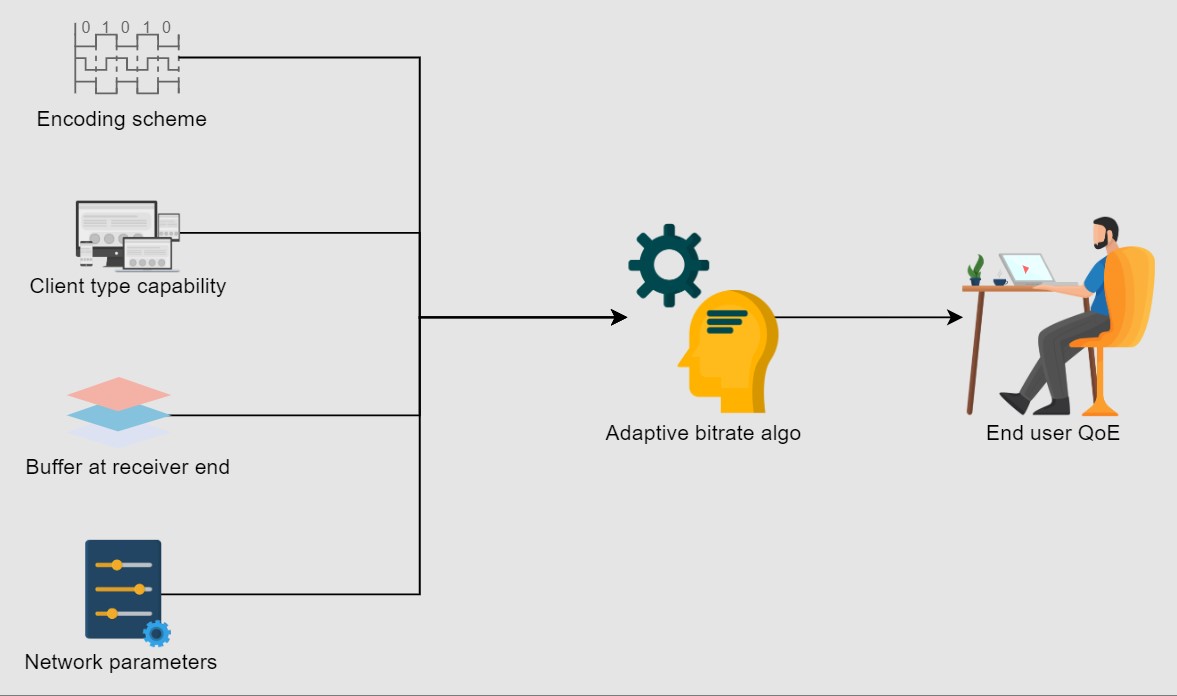 0 1 0 1 0
Encoding scheme
Client type capability
Buffer at receiver end
Network parameters
Adaptive bitrate algo
End user QoE